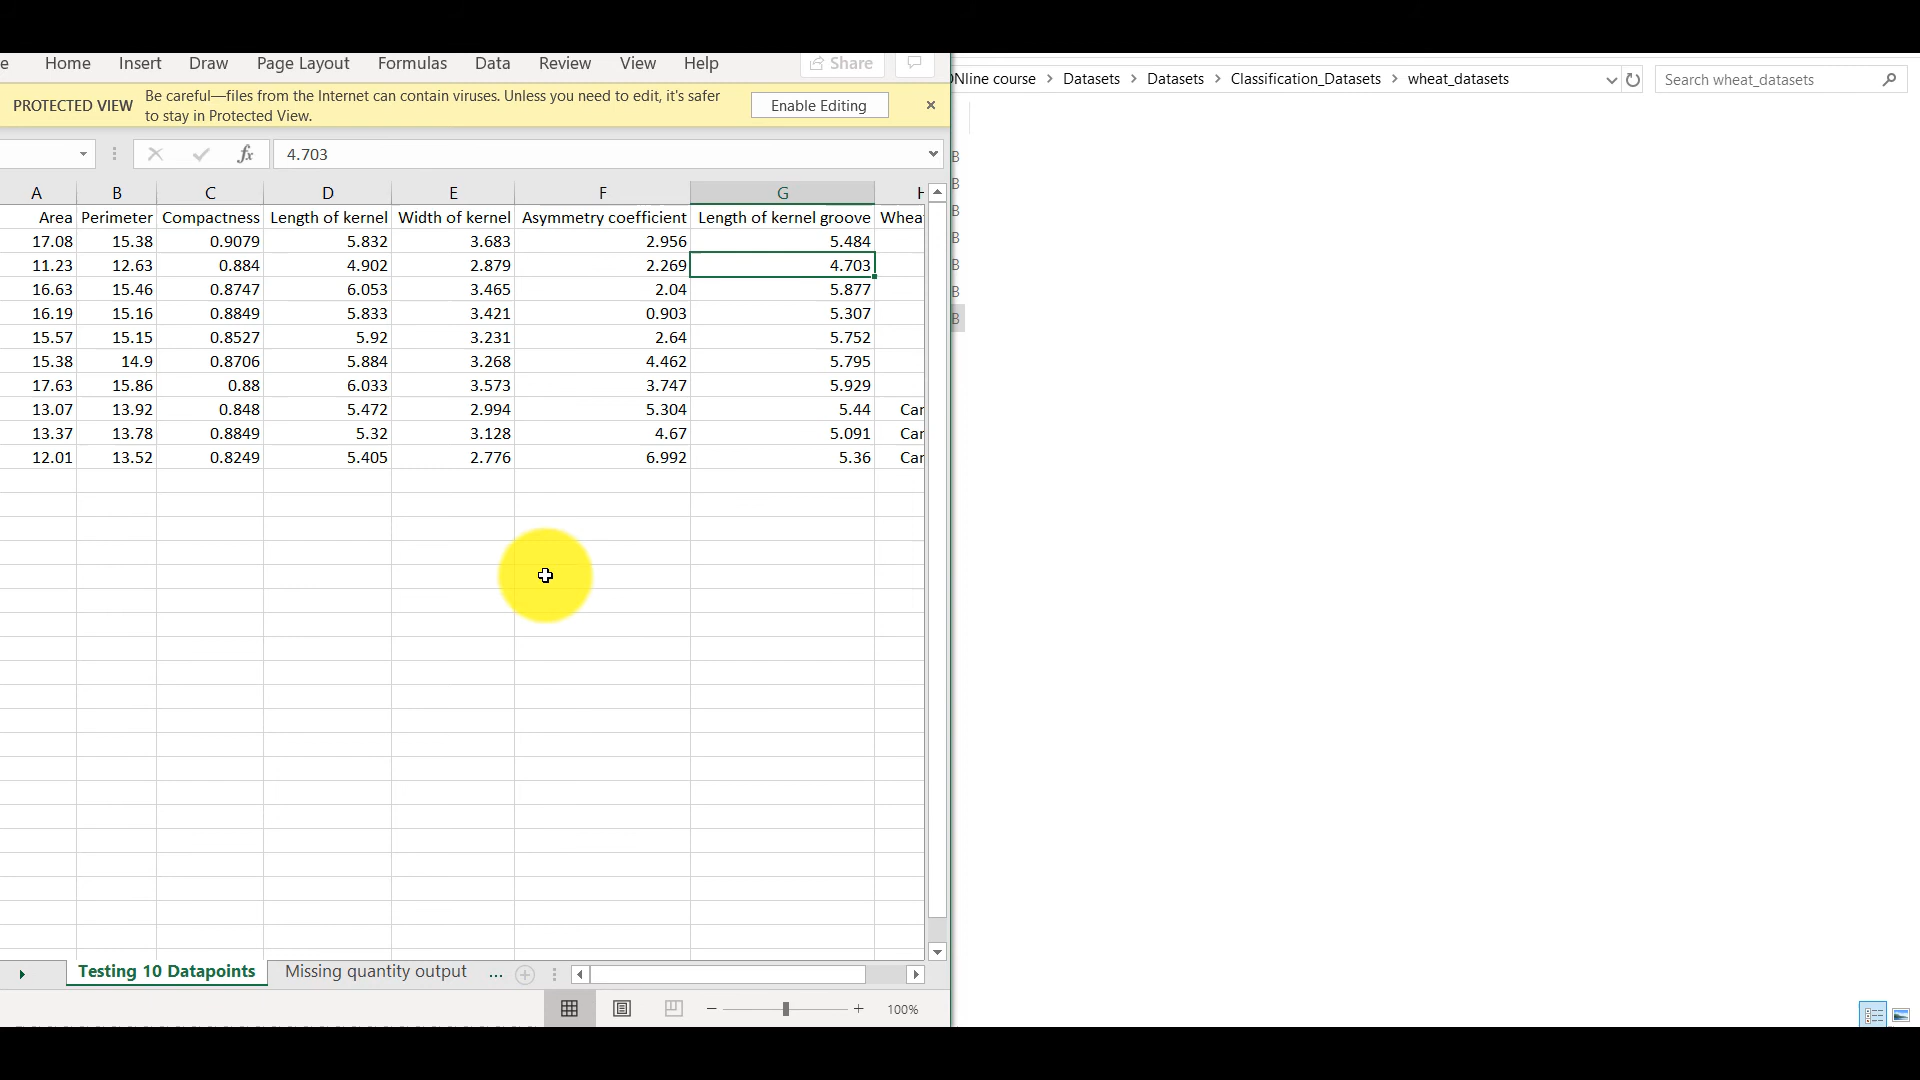 e Home Insert Draw Page Layout Formulas Data Review View Help Share
ONline course > Datasets > Datasets > Classification_Datasets > wheat_datasets Search wheat_datasets
PROTECTED VIEW Be careful—files from the Internet can contain viruses. Unless you need to edit, it's safer
to stay in Protected View. Enable Editing ×
fx 4.703
A B C D E F G H
Area Perimeter Compactness Length of kernel Width of kernel Asymmetry coefficient Length of kernel groove Whea
17.08 15.38 0.9079 5.832 3.683 2.956 5.484
11.23 12.63 0.884 4.902 2.879 2.269 4.703
16.63 15.46 0.8747 6.053 3.465 2.04 5.877
16.19 15.16 0.8849 5.833 3.421 0.903 5.307
15.57 15.15 0.8527 5.92 3.231 2.64 5.752
15.38 14.9 0.8706 5.884 3.268 4.462 5.795
17.63 15.86 0.88 6.033 3.573 3.747 5.929
13.07 13.92 0.848 5.472 2.994 5.304 5.44 Can
13.37 13.78 0.8849 5.32 3.128 4.67 5.091 Can
12.01 13.52 0.8249 5.405 2.776 6.992 5.36 Can
B
B
B
B
B
B
B
Testing 10 Datapoints Missing quantity output ...
− + 100%